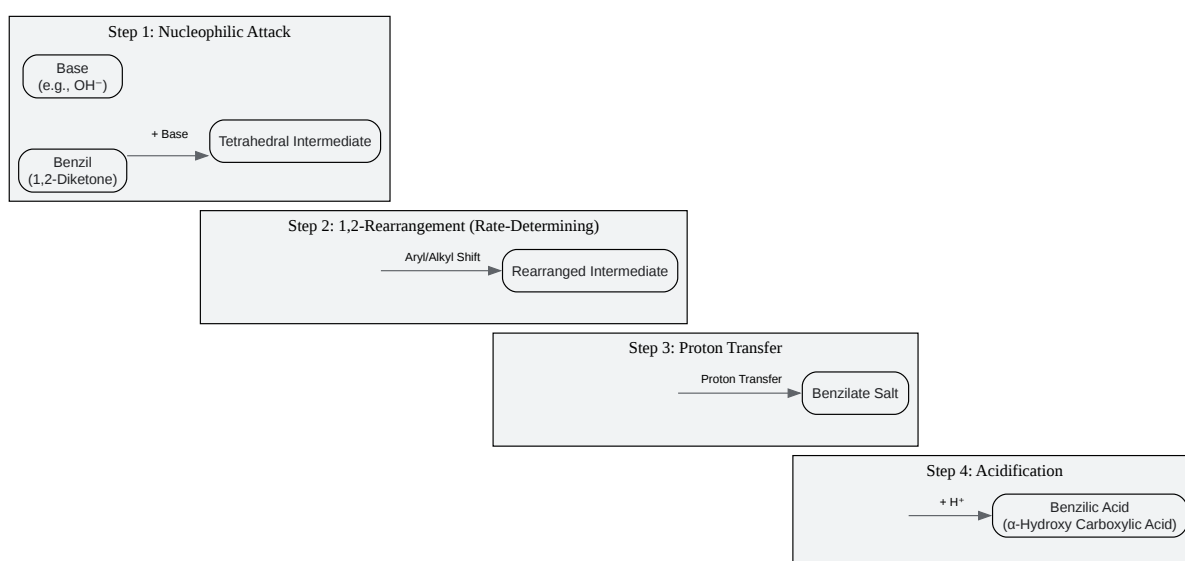 Step 1: Nucleophilic Attack
Base
(e.g., OH⁻)
+ Base
Tetrahedral Intermediate
Benzil
(1,2-Diketone)
Step 2: 1,2-Rearrangement (Rate-Determining)
Aryl/Alkyl Shift
Rearranged Intermediate
Step 3: Proton Transfer
Proton Transfer
Benzilate Salt
Step 4: Acidification
+ H⁺
Benzilic Acid
(α-Hydroxy Carboxylic Acid)